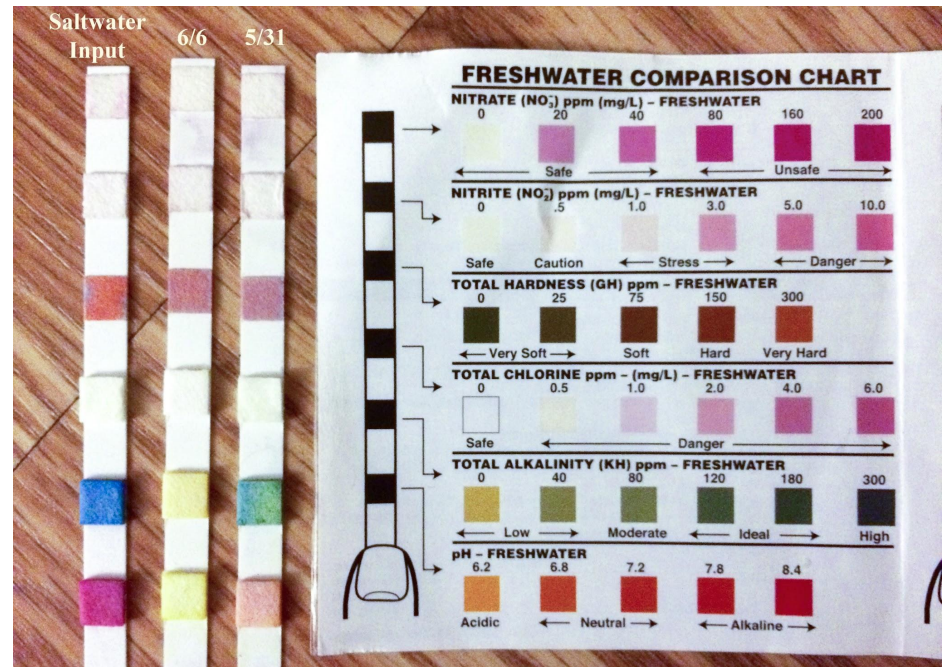 Saltwater
Input
6/6
5/31
FRESHWATER COMPARISON CHART
NITRATE (NO₃⁻) ppm (mg/L) – FRESHWATER
0 20 40 80 160 200
Safe Unsafe
NITRITE (NO₂⁻) ppm (mg/L) – FRESHWATER
0 .5 1.0 3.0 5.0 10.0
Safe Caution Stress Danger
TOTAL HARDNESS (GH) ppm – FRESHWATER
0 25 75 150 300
Very Soft Soft Hard Very Hard
TOTAL CHLORINE ppm – (mg/L) – FRESHWATER
0 0.5 1.0 2.0 4.0 6.0
Safe Danger
TOTAL ALKALINITY (KH) ppm – FRESHWATER
0 40 80 120 180 300
Low Moderate Ideal High
pH – FRESHWATER
6.2 6.8 7.2 7.8 8.4
Acidic Neutral Alkaline